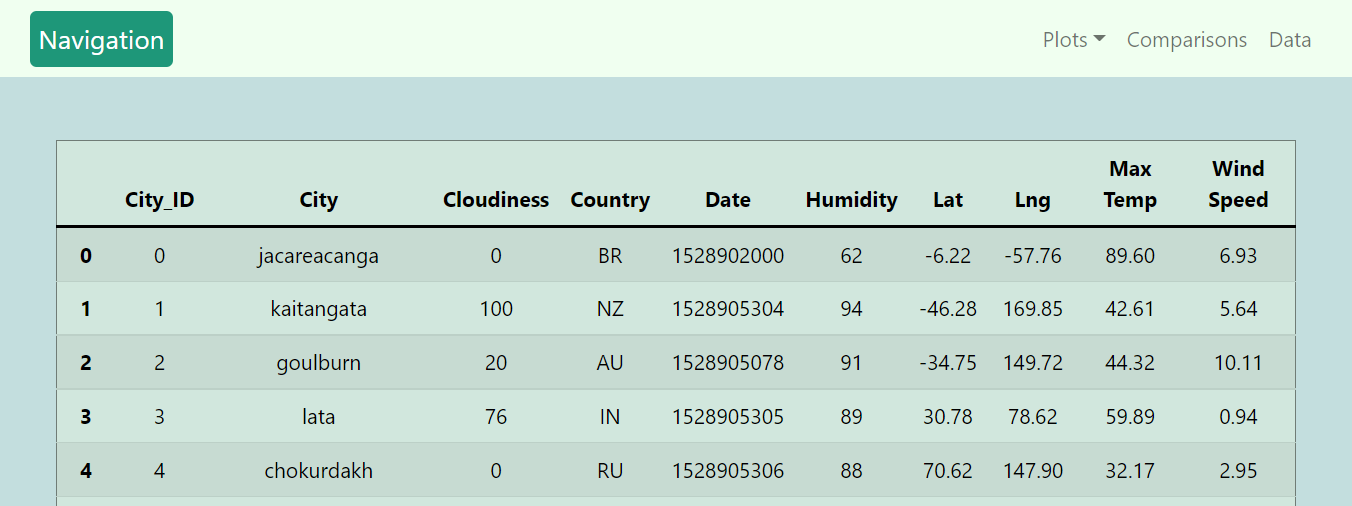 Navigation Plots Comparisons Data
Max Wind
City_ID City Cloudiness Country Date Humidity Lat Lng Temp Speed
0 0 jacareacanga 0 BR 1528902000 62 -6.22 -57.76 89.60 6.93
1 1 kaitangata 100 NZ 1528905304 94 -46.28 169.85 42.61 5.64
2 2 goulburn 20 AU 1528905078 91 -34.75 149.72 44.32 10.11
3 3 lata 76 IN 1528905305 89 30.78 78.62 59.89 0.94
4 4 chokurdakh 0 RU 1528905306 88 70.62 147.90 32.17 2.95